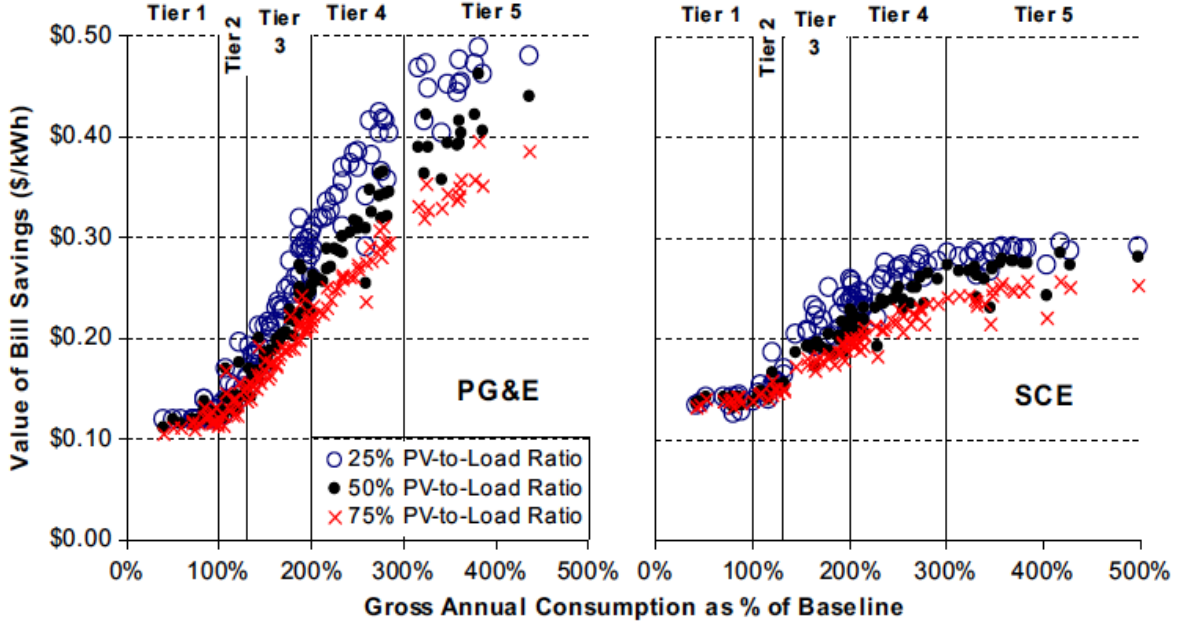 Tier 1
Tier 2
Tier
3
Tier 4
Tier 5
Tier 1
Tier 2
Tier
3
Tier 4
Tier 5
Value of Bill Savings ($/kWh)
$0.50
$0.40
$0.30
$0.20
$0.10
$0.00
PG&E
SCE
25% PV-to-Load Ratio
50% PV-to-Load Ratio
75% PV-to-Load Ratio
0% 100% 200% 300% 400% 500%
0% 100% 200% 300% 400% 500%
Gross Annual Consumption as % of Baseline